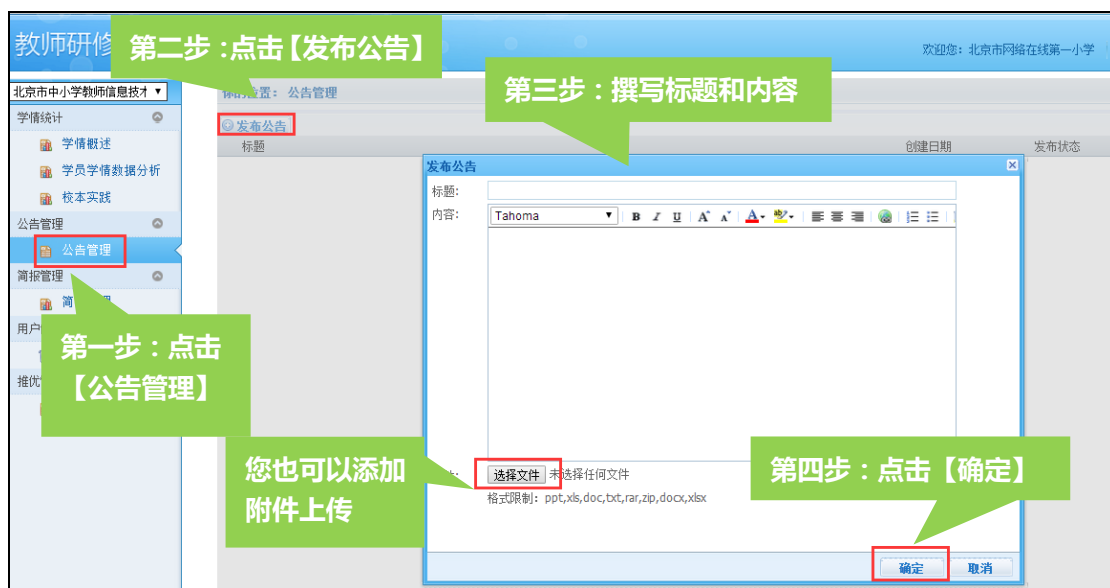 教师研修
第二步：点击【发布公告】
欢迎您：北京市网络在线第一小学
第三步：撰写标题和内容
北京市中小学教师信息技术
位置： 公告管理
学情统计
发布公告
学情概述
标题
创建日期
发布状态
学员学情数据分析
发布公告
校本实践
标题:
公告管理
内容:
Tahoma
B I U A A A ab
公告管理
简报管理
简
用户
第一步：点击
【公告管理】
推优
您也可以添加
附件上传
选择文件 未选择任何文件
格式限制：ppt,xls,doc,txt,rar,zip,docx,xlsx
第四步：点击【确定】
确定
取消